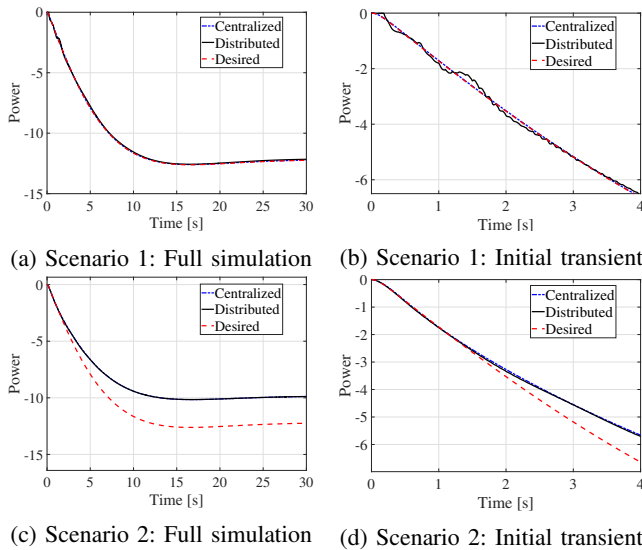 0
-5
-10
-15
Power
0 5 10 15 20 25 30
Time [s]
Centralized
Distributed
Desired
(a) Scenario 1: Full simulation
0
-2
-4
-6
Power
0 1 2 3 4
Time [s]
Centralized
Distributed
Desired
(b) Scenario 1: Initial transient
0
-5
-10
-15
Power
0 5 10 15 20 25 30
Time [s]
Centralized
Distributed
Desired
(c) Scenario 2: Full simulation
0
-1
-2
-3
-4
-5
-6
Power
0 1 2 3 4
Time [s]
Centralized
Distributed
Desired
(d) Scenario 2: Initial transient